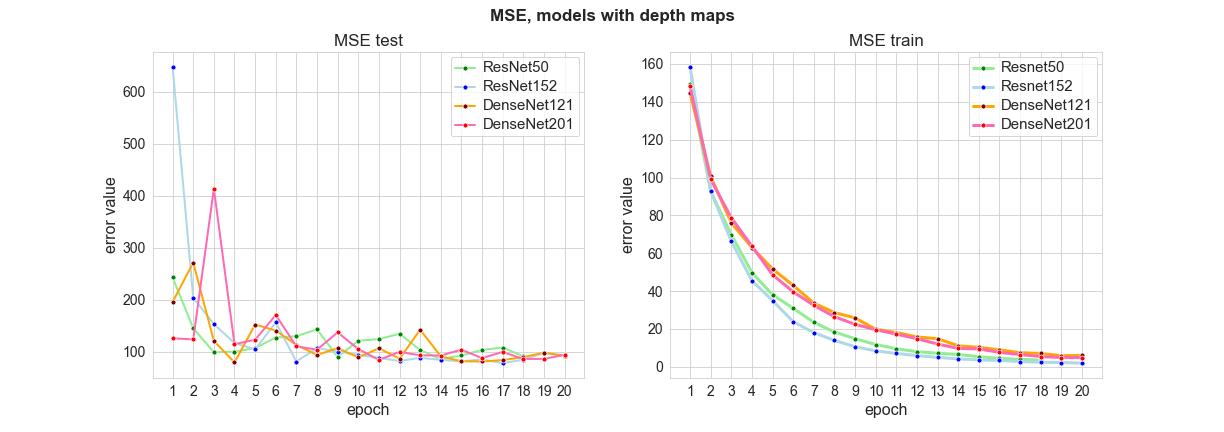 MSE, models with depth maps
MSE test
error value
600
500
400
300
200
100
1 2 3 4 5 6 7 8 9 10 11 12 13 14 15 16 17 18 19 20
epoch
ResNet50
ResNet152
DenseNet121
DenseNet201
MSE train
error value
160
140
120
100
80
60
40
20
0
1 2 3 4 5 6 7 8 9 10 11 12 13 14 15 16 17 18 19 20
epoch
Resnet50
Resnet152
DenseNet121
DenseNet201